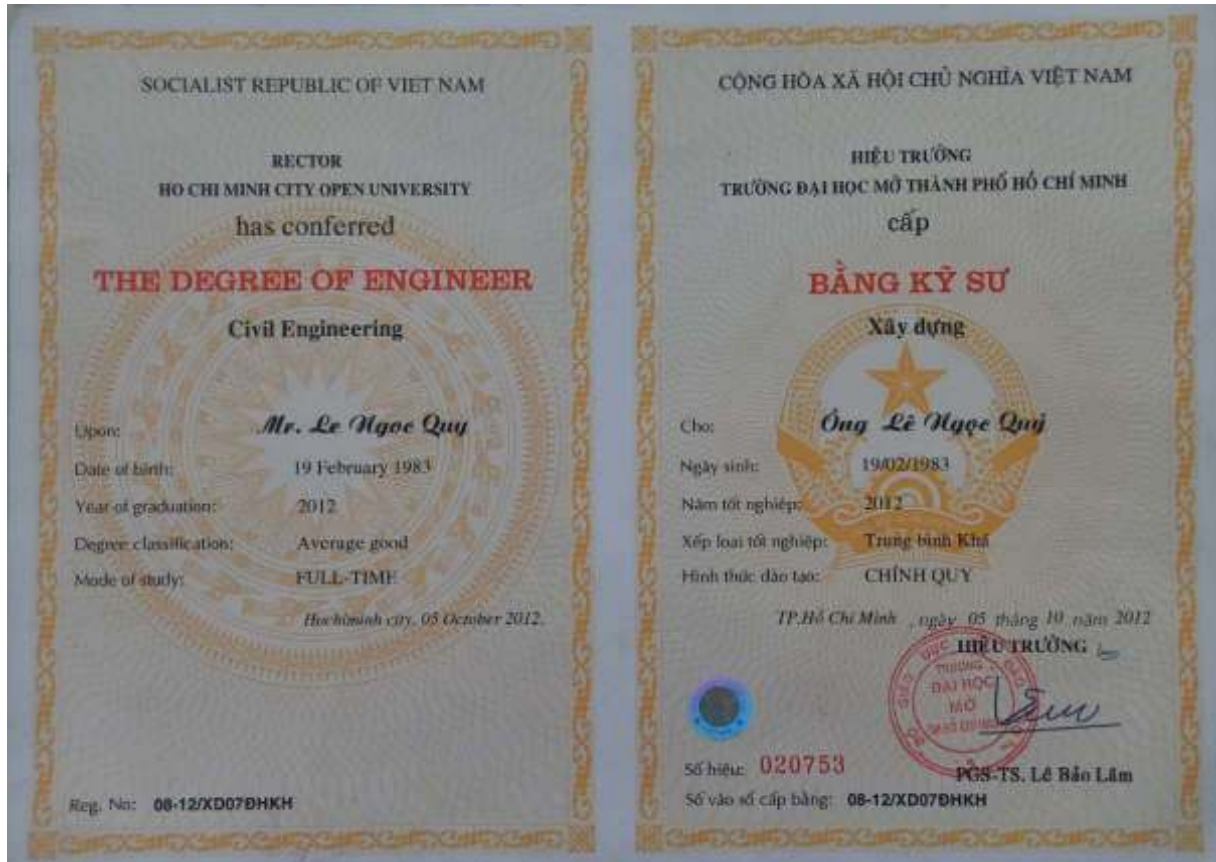 SOCIALIST REPUBLIC OF VIET NAM
RECTOR
HO CHI MINH CITY OPEN UNIVERSITY
has conferred
THE DEGREE OF ENGINEER
Civil Engineering
Upon: Mr. Le Ngoc Quy
Date of birth: 19 February 1983
Year of graduation: 2012
Degree classification: Average good
Mode of study: FULL-TIME
Hochiminh city, 05 October 2012.
Reg. No: 08-12/XD07ĐHKH
CỘNG HÒA XÃ HỘI CHỦ NGHĨA VIỆT NAM
HIỆU TRƯỞNG
TRƯỜNG ĐẠI HỌC MỞ THÀNH PHỐ HỒ CHÍ MINH
cấp
BẰNG KỸ SƯ
Xây dựng
Cho: Ông Lê Ngọc Quý
Ngày sinh: 19/02/1983
Năm tốt nghiệp: 2012
Xếp loại tốt nghiệp: Trung bình Khá
Hình thức đào tạo: CHÍNH QUY
TP.Hồ Chí Minh , ngày 05 tháng 10 năm 2012
HIỆU TRƯỞNG
TRƯỜNG
ĐẠI HỌC
MỞ
Số hiệu: 020753
PGS-TS. Lê Bảo Lâm
Số vào sổ cấp bằng: 08-12/XD07ĐHKH